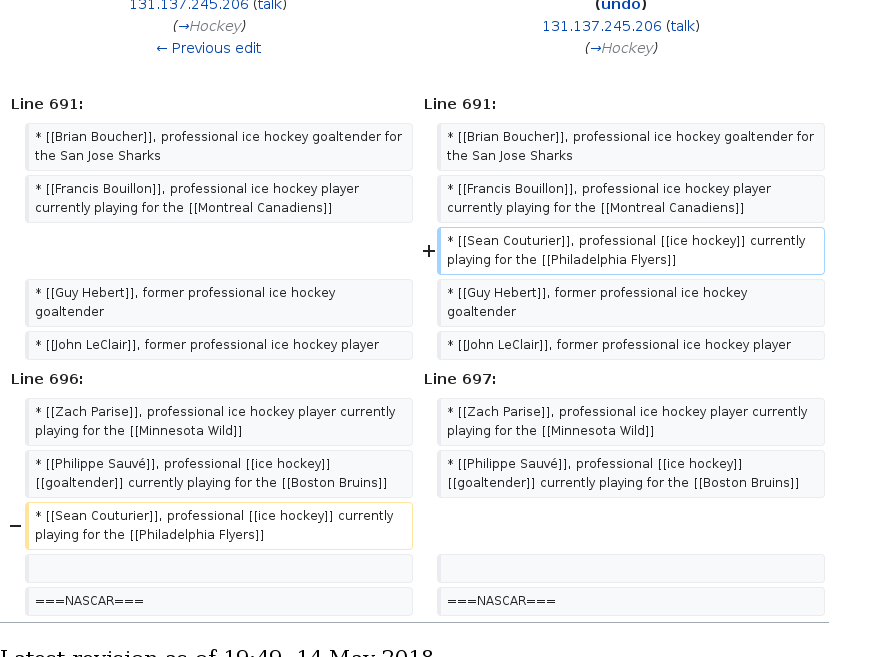 131.137.245.206 (talk)
(→Hockey)
← Previous edit
(undo)
131.137.245.206 (talk)
(→Hockey)
Line 691:
* [[Brian Boucher]], professional ice hockey goaltender for
the San Jose Sharks
* [[Francis Bouillon]], professional ice hockey player
currently playing for the [[Montreal Canadiens]]
* [[Guy Hebert]], former professional ice hockey
goaltender
* [[John LeClair]], former professional ice hockey player
Line 696:
* [[Zach Parise]], professional ice hockey player currently
playing for the [[Minnesota Wild]]
* [[Philippe Sauvé]], professional [[ice hockey]]
[[goaltender]] currently playing for the [[Boston Bruins]]
− * [[Sean Couturier]], professional [[ice hockey]] currently
playing for the [[Philadelphia Flyers]]
===NASCAR===
Line 691:
* [[Brian Boucher]], professional ice hockey goaltender for
the San Jose Sharks
* [[Francis Bouillon]], professional ice hockey player
currently playing for the [[Montreal Canadiens]]
+ * [[Sean Couturier]], professional [[ice hockey]] currently
playing for the [[Philadelphia Flyers]]
* [[Guy Hebert]], former professional ice hockey
goaltender
* [[John LeClair]], former professional ice hockey player
Line 697:
* [[Zach Parise]], professional ice hockey player currently
playing for the [[Minnesota Wild]]
* [[Philippe Sauvé]], professional [[ice hockey]]
[[goaltender]] currently playing for the [[Boston Bruins]]
===NASCAR===
Latest revision as of 19:49, 14 May 2018